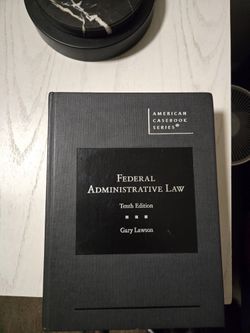 AMERICAN
CASEBOOK
SERIES®
FEDERAL
ADMINISTRATIVE LAW
Tenth Edition
Gary Lawson